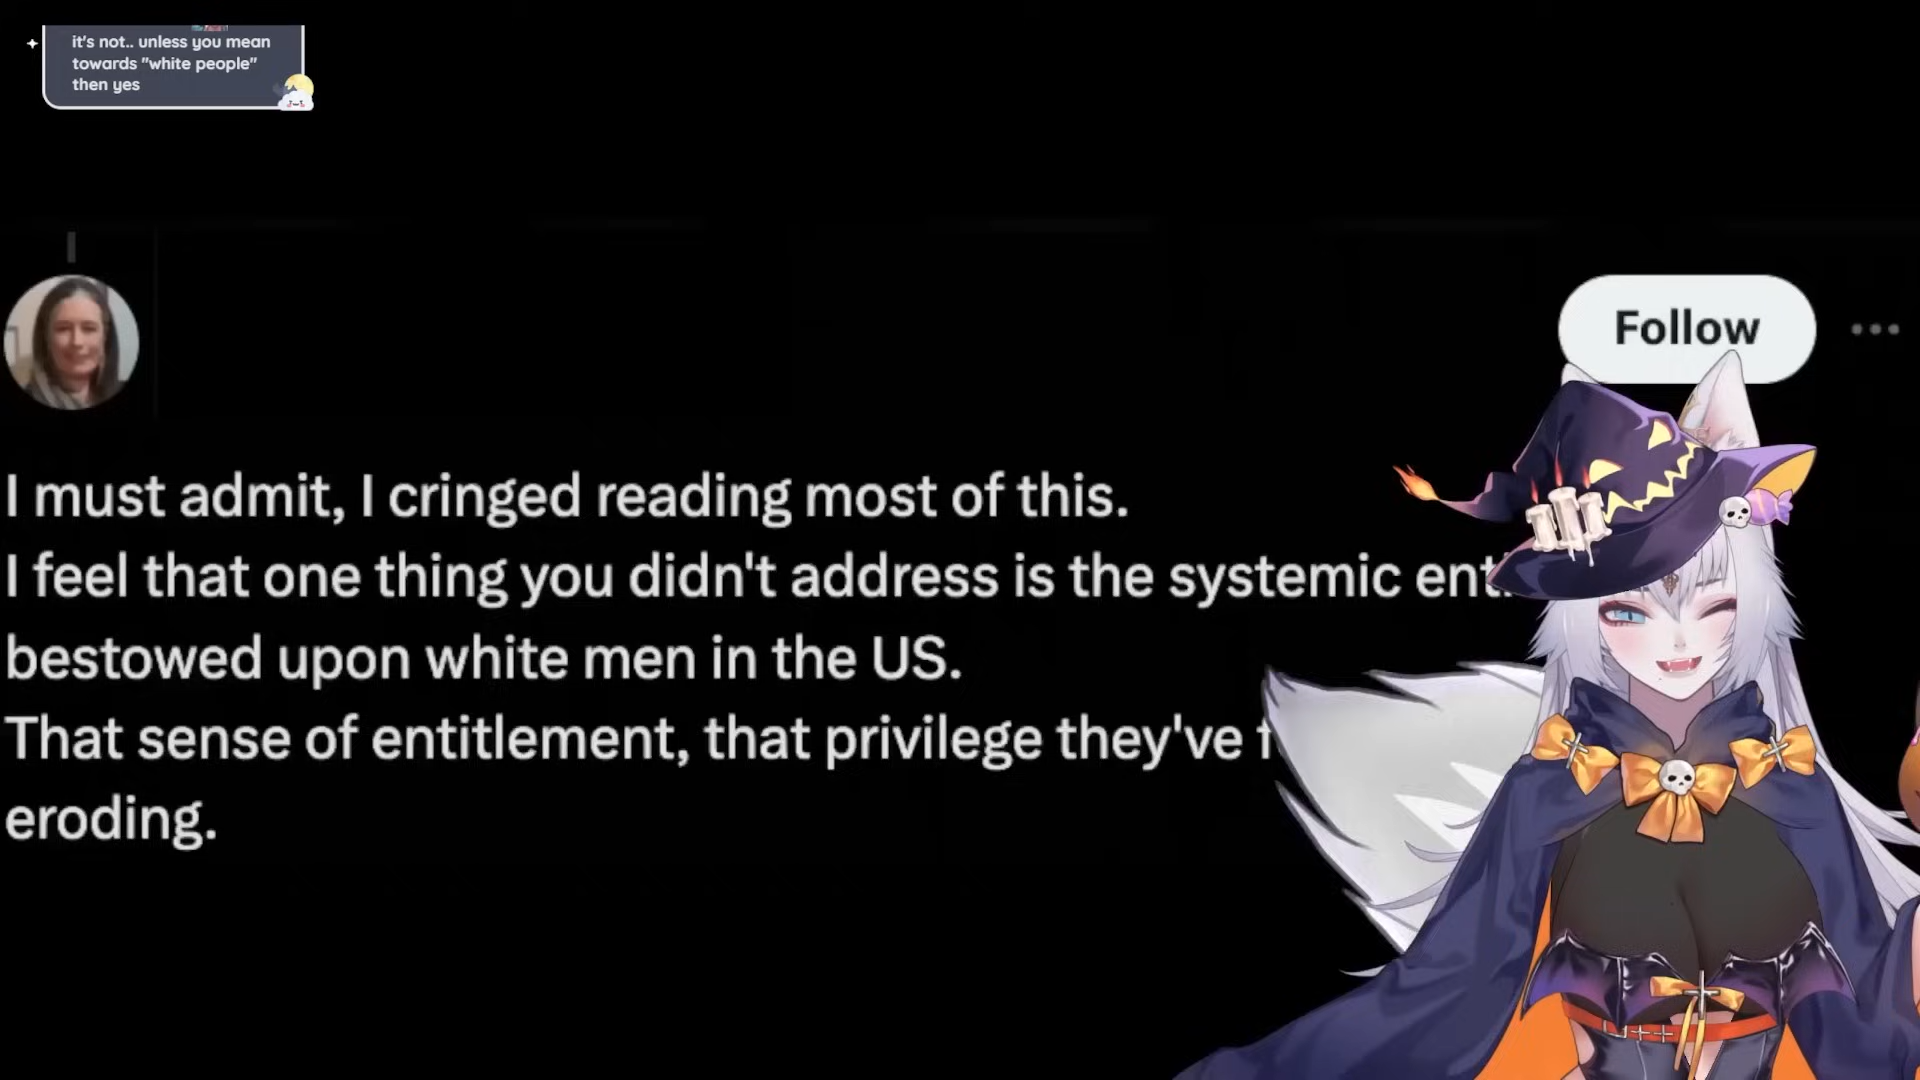 it's not.. unless you mean
towards "white people"
then yes
Follow
I must admit, I cringed reading most of this.
I feel that one thing you didn't address is the systemic
bestowed upon white men in the US.
That sense of entitlement, that privilege they've
eroding.